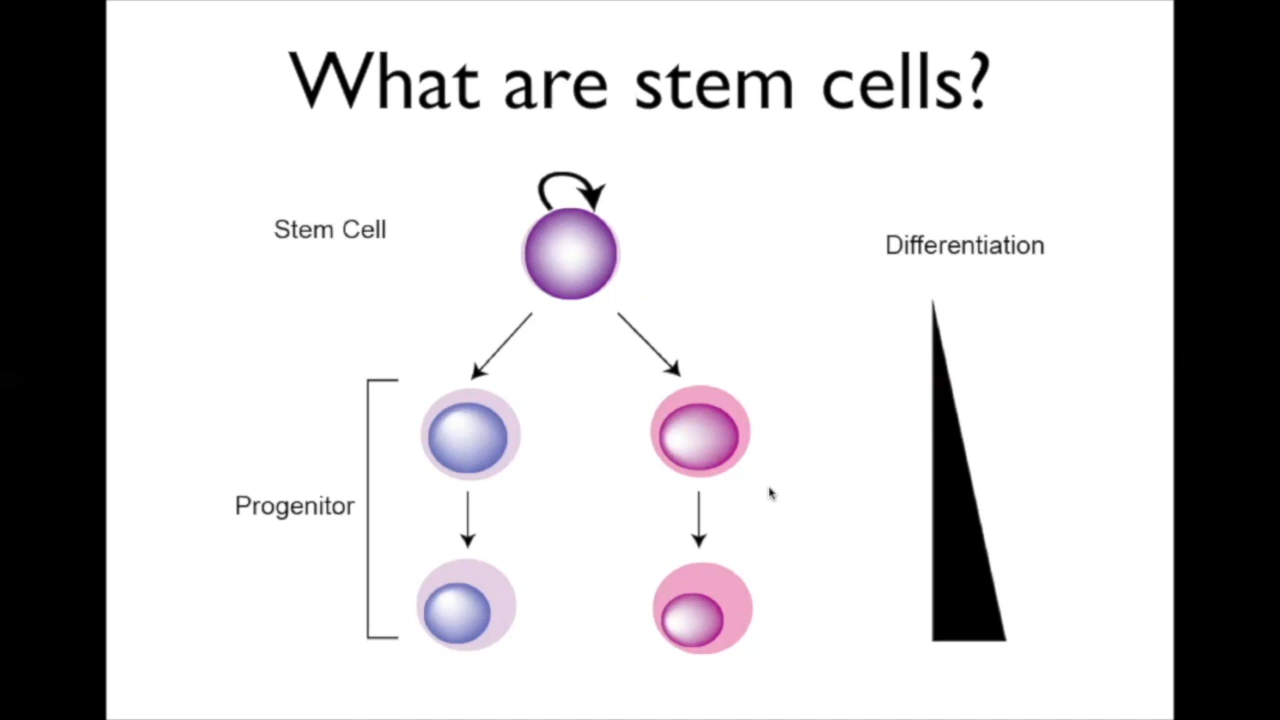 What are stem cells?
Stem Cell
Differentiation
Progenitor